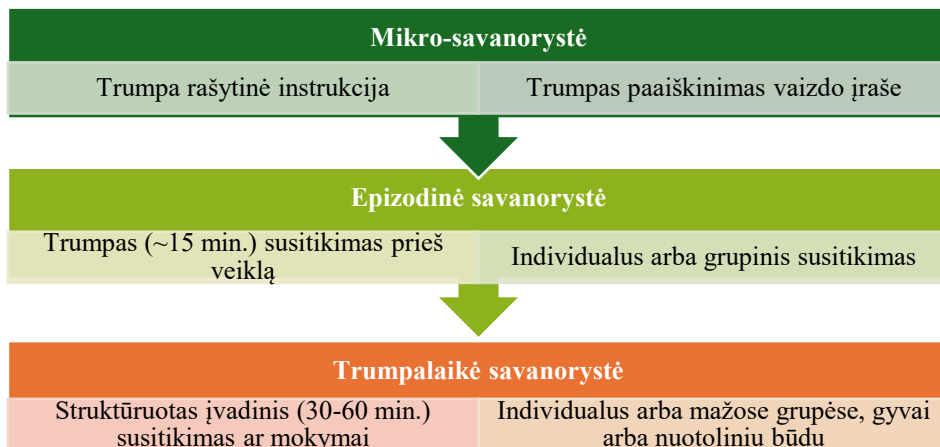 Mikro-savanorystė
Trumpa rašytinė instrukcija
Trumpas paaiškinimas vaizdo įraše
Epizodinė savanorystė
Trumpas (~15 min.) susitikimas prieš
veiklą
Individualus arba grupinis susitikimas
Trumpalaikė savanorystė
Struktūruotas įvadinis (30-60 min.)
susitikimas ar mokymai
Individualus arba mažose grupėse, gyvai
arba nuotoliniu būdu